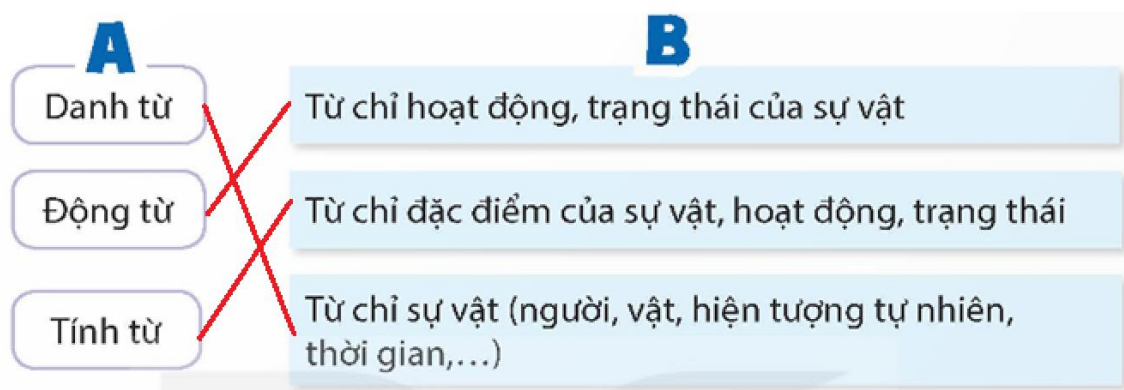 A
B
Danh từ
Từ chỉ hoạt động, trạng thái của sự vật
Động từ
Từ chỉ đặc điểm của sự vật, hoạt động, trạng thái
Tính từ
Từ chỉ sự vật (người, vật, hiện tượng tự nhiên,
thời gian,...)